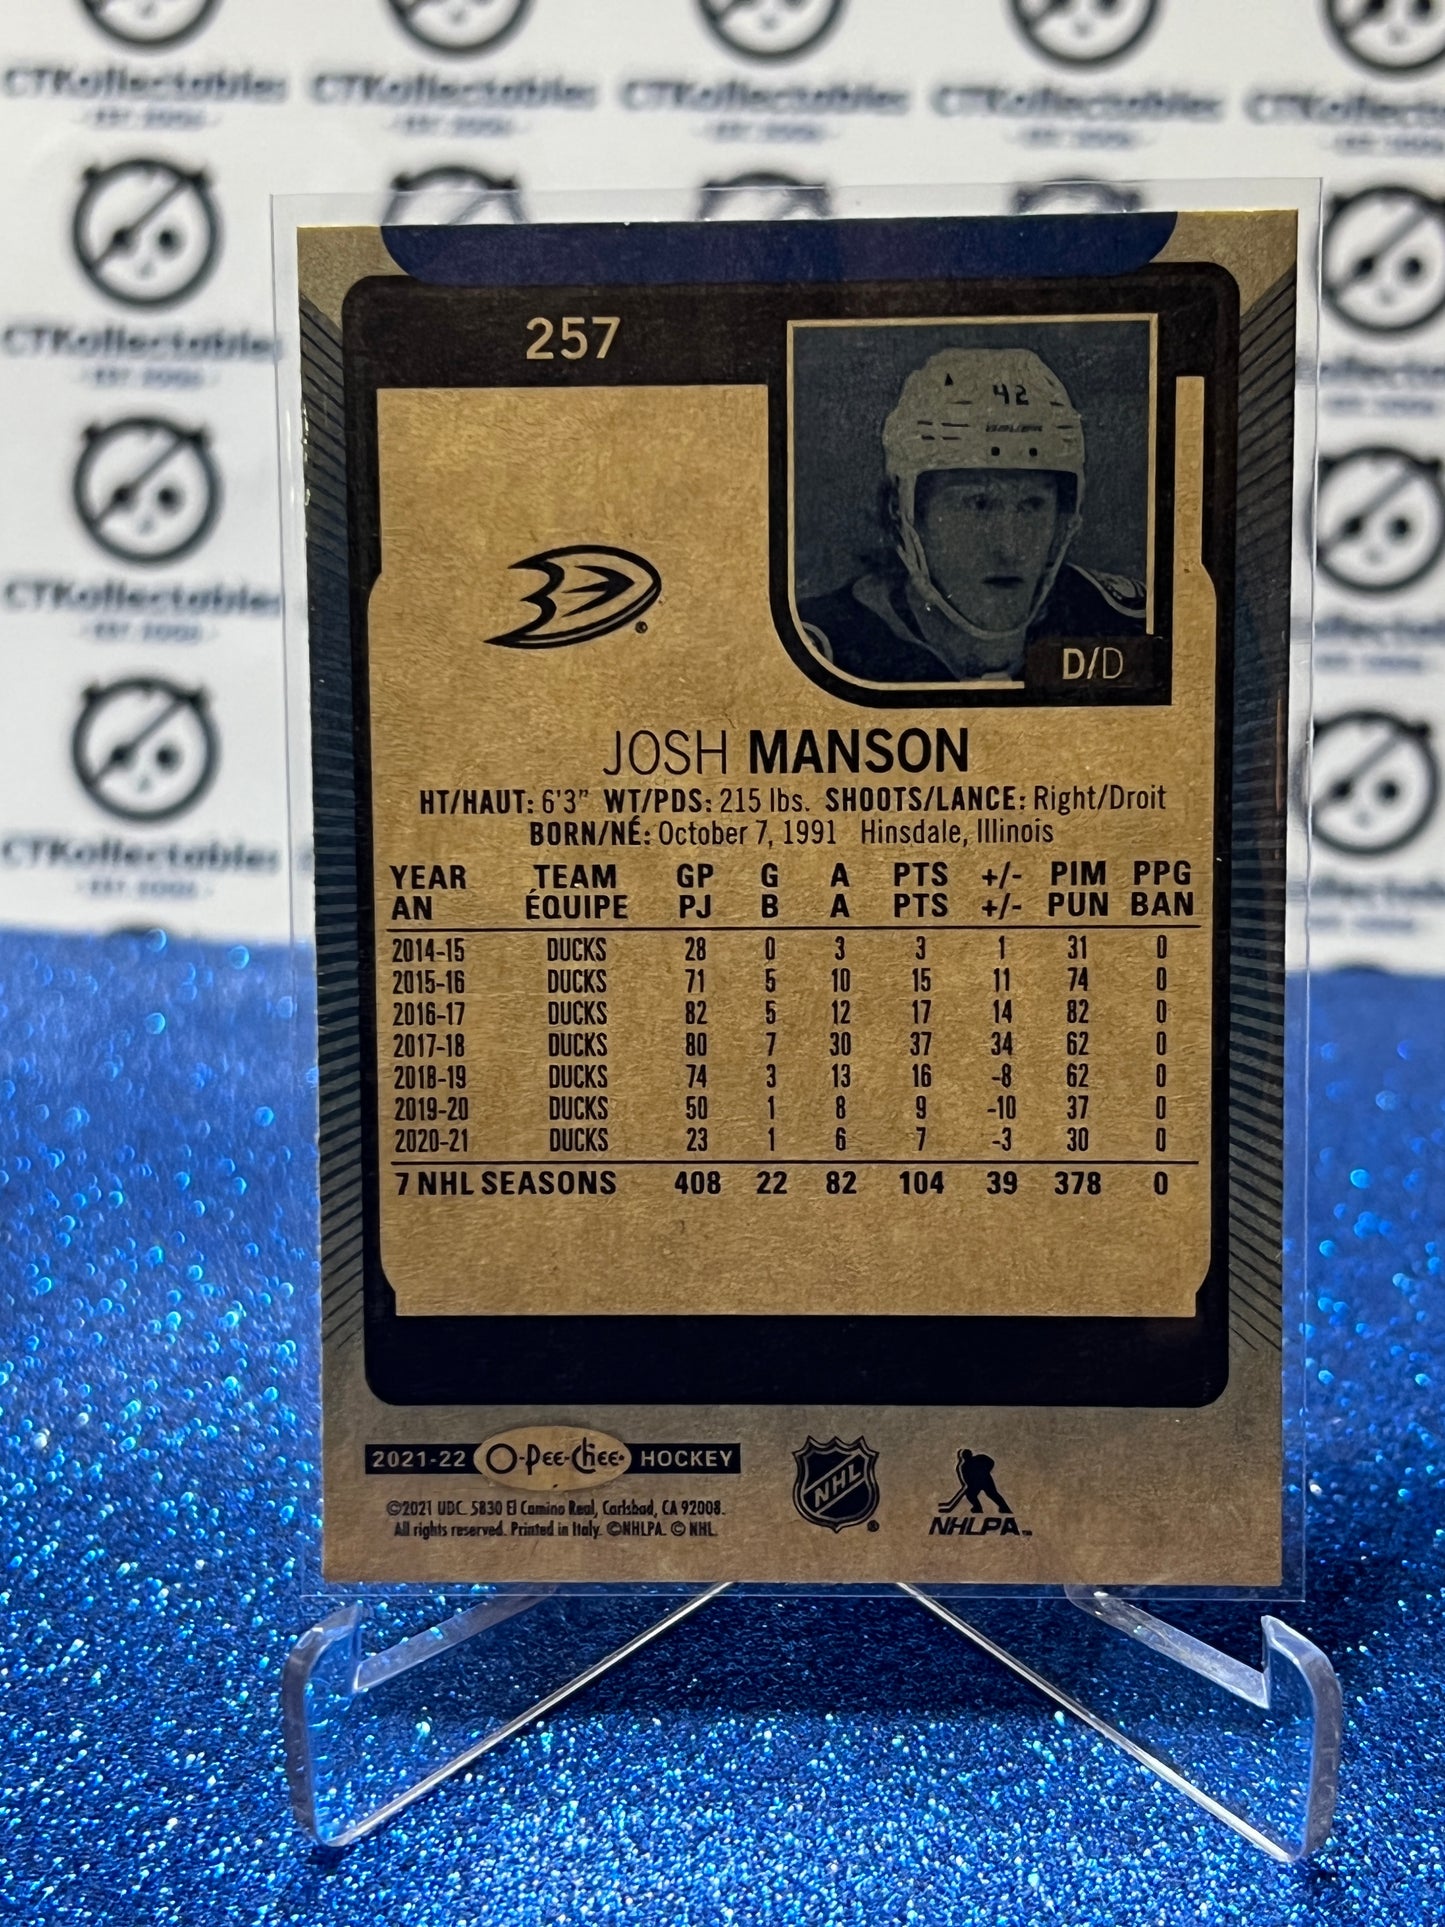 CTKollectables CTKollectables CTKollectables CTKollectables
CTKollectables
CTKollectables
CTKollectables
257
42
D/D
JOSH MANSON
HT/HAUT: 6'3" WT/PDS: 215 lbs. SHOOTS/LANCE: Right/Droit
BORN/NÉ: October 7, 1991 Hinsdale, Illinois
YEAR TEAM GP G A PTS +/- PIM PPG
AN ÉQUIPE PJ B A PTS +/- PUN BAN
2014-15 DUCKS 28 0 3 3 1 31 0
2015-16 DUCKS 71 5 10 15 11 74 0
2016-17 DUCKS 82 5 12 17 14 82 0
2017-18 DUCKS 80 7 30 37 34 62 0
2018-19 DUCKS 74 3 13 16 -8 62 0
2019-20 DUCKS 50 1 8 9 -10 37 0
2020-21 DUCKS 23 1 6 7 -3 30 0
7 NHL SEASONS 408 22 82 104 39 378 0
2021-22 O-Pee-Chee HOCKEY
©2021 UDC. 5830 El Camino Real, Carlsbad, CA 92008.
All rights reserved. Printed in Italy. ©NHLPA. © NHL.
NHL
NHLPA